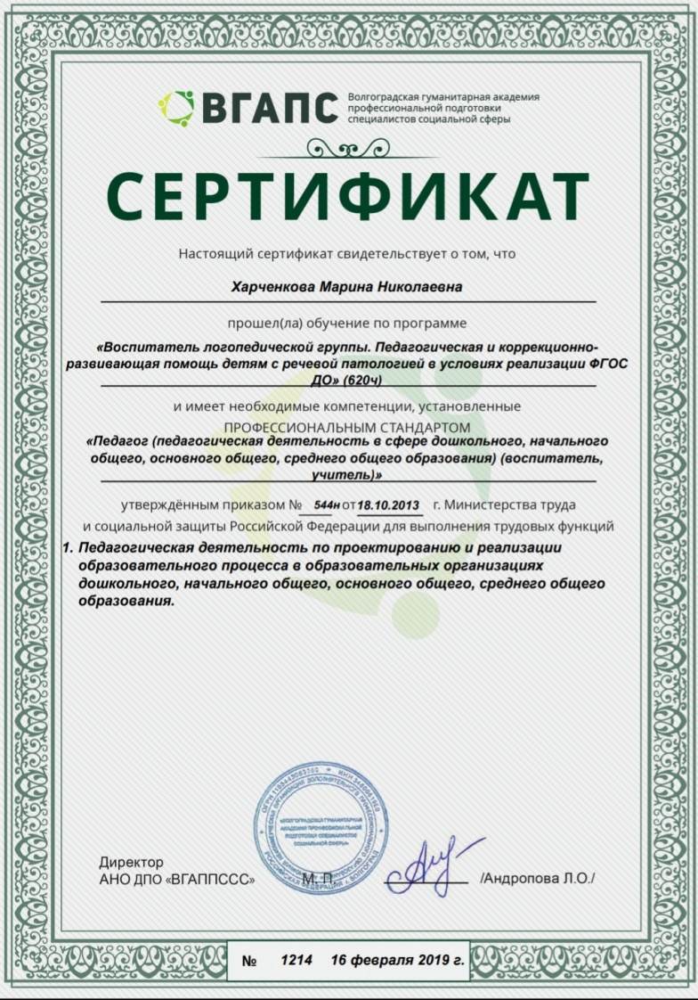 ВГАПС
Волгоградская гуманитарная академия
профессиональной подготовки
специалистов социальной сферы
СЕРТИФИКАТ
Настоящий сертификат свидетельствует о том, что
Харченкова Марина Николаевна
прошел(ла) обучение по программе
«Воспитатель логопедической группы. Педагогическая и коррекционно-
развивающая помощь детям с речевой патологией в условиях реализации ФГОС
ДО» (620ч)
и имеет необходимые компетенции, установленные
ПРОФЕССИОНАЛЬНЫМ СТАНДАРТОМ
«Педагог (педагогическая деятельность в сфере дошкольного, начального
общего, основного общего, среднего общего образования) (воспитатель,
учитель)»
утверждённым приказом № 544н от 18.10.2013 г. Министерства труда
и социальной защиты Российской Федерации для выполнения трудовых функций
1. Педагогическая деятельность по проектированию и реализации
образовательного процесса в образовательных организациях
дошкольного, начального общего, основного общего, среднего общего
образования.
«ВОЛГОГРАДСКАЯ ГУМАНИТАРНАЯ
АКАДЕМИЯ ПРОФЕССИОНАЛЬНОЙ
ПОДГОТОВКИ СПЕЦИАЛИСТОВ
СОЦИАЛЬНОЙ СФЕРЫ»
РОССИЙСКАЯ ФЕДЕРАЦИЯ г. ВОЛГОГРАД
Директор
АНО ДПО «ВГАППССС» М. П. /Андропова Л.О./
№ 1214 16 февраля 2019 г.